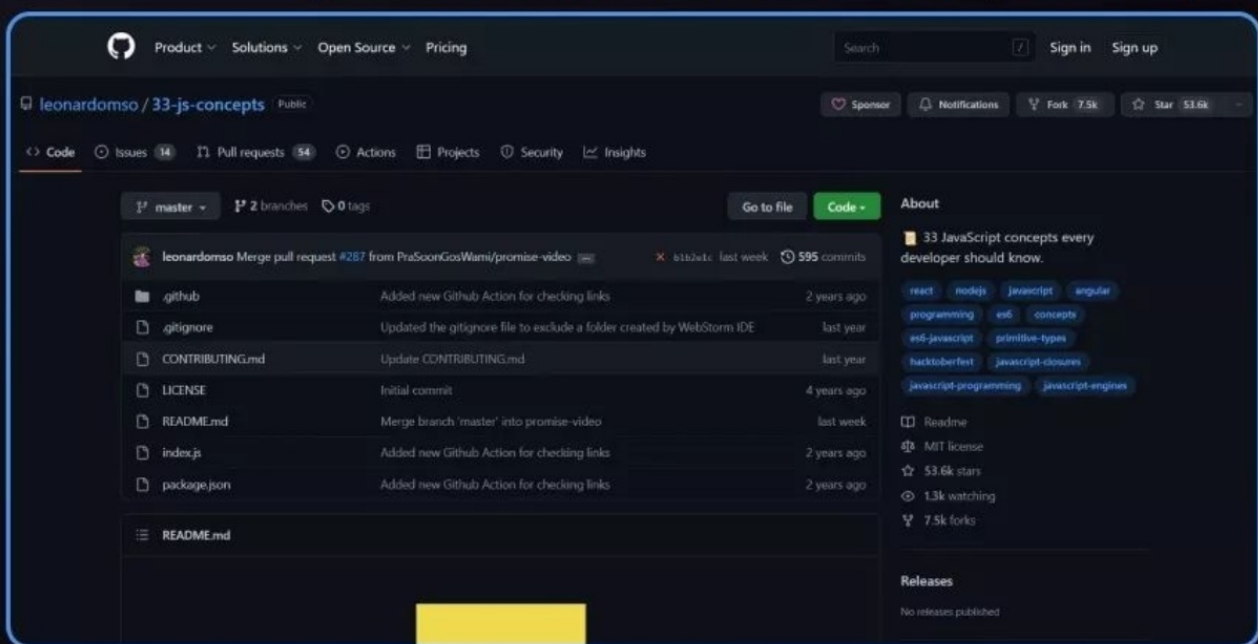 Product Solutions Open Source Pricing Search / Sign in Sign up
leonardomso / 33-js-concepts Public Sponsor Notifications Fork 7.5k Star 53.6k
<> Code Issues 14 Pull requests 54 Actions Projects Security Insights
master 2 branches 0 tags Go to file Code
leonardomso Merge pull request #287 from PraSoonGosWami/promise-video ... last week 595 commits
.github Added new Github Action for checking links 2 years ago
.gitignore Updated the gitignore file to exclude a folder created by WebStorm IDE last year
CONTRIBUTING.md Update CONTRIBUTING.md last year
LICENSE Initial commit 4 years ago
README.md Merge branch 'master' into promise-video last week
index.js Added new Github Action for checking links 2 years ago
package.json Added new Github Action for checking links 2 years ago
README.md
About
33 JavaScript concepts every
developer should know.
react nodejs javascript angular
programming es6 concepts
es6-javascript primitive-types
hacktoberfest javascript-closures
javascript-programming javascript-engines
Readme
MIT license
53.6k stars
1.3k watching
7.5k forks
Releases
No releases published